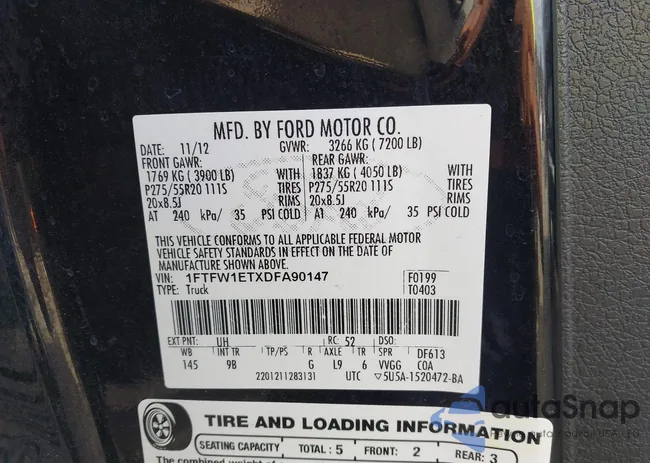 MFD. BY FORD MOTOR CO.
DATE: 11/12 GVWR: 3266 KG ( 7200 LB)
FRONT GAWR: REAR GAWR:
1769 KG ( 3900 LB) WITH 1837 KG ( 4050 LB) WITH
P275/55R20 111S TIRES P275/55R20 111S TIRES
20x8.5J RIMS 20x8.5J RIMS
AT 240 kPa/ 35 PSI COLD AT 240 kPa/ 35 PSI COLD
THIS VEHICLE CONFORMS TO ALL APPLICABLE FEDERAL MOTOR
VEHICLE SAFETY STANDARDS IN EFFECT ON THE DATE OF
MANUFACTURE SHOWN ABOVE.
VIN: 1FTFW1ETXDFA90147 F0199
TYPE: Truck T0403
EXT PNT: UH RC: 52 DSO:
WB INT TR TP/PS R AXLE TR SPR DF613
145 9B G L9 6 VVGG COA
2201211283131 UTC 5U5A-1520472-BA
TIRE AND LOADING INFORMATION
SEATING CAPACITY TOTAL : 5 FRONT: 2 REAR: 3
The combined weight of
AutoSnap